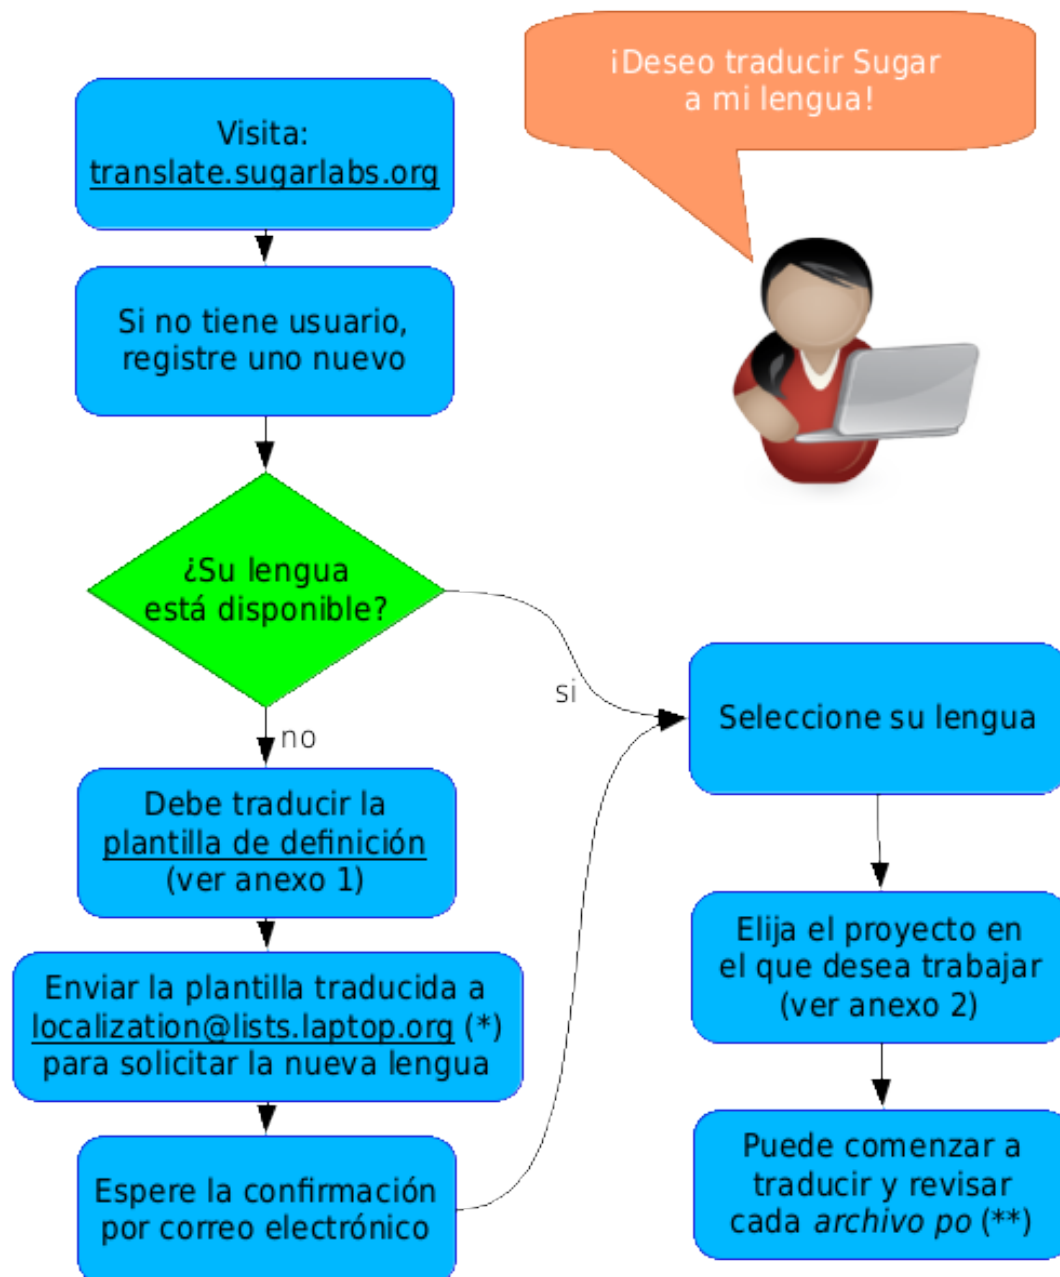 ¡Deseo traducir Sugar
a mi lengua!
Visita:
translate.sugarlabs.org
Si no tiene usuario,
registre uno nuevo
¿Su lengua
está disponible?
si
no
Debe traducir la
plantilla de definición
(ver anexo 1)
Enviar la plantilla traducida a
localization@lists.laptop.org (*)
para solicitar la nueva lengua
Espere la confirmación
por correo electrónico
Seleccione su lengua
Elija el proyecto en
el que desea trabajar
(ver anexo 2)
Puede comenzar a
traducir y revisar
cada archivo po (**)